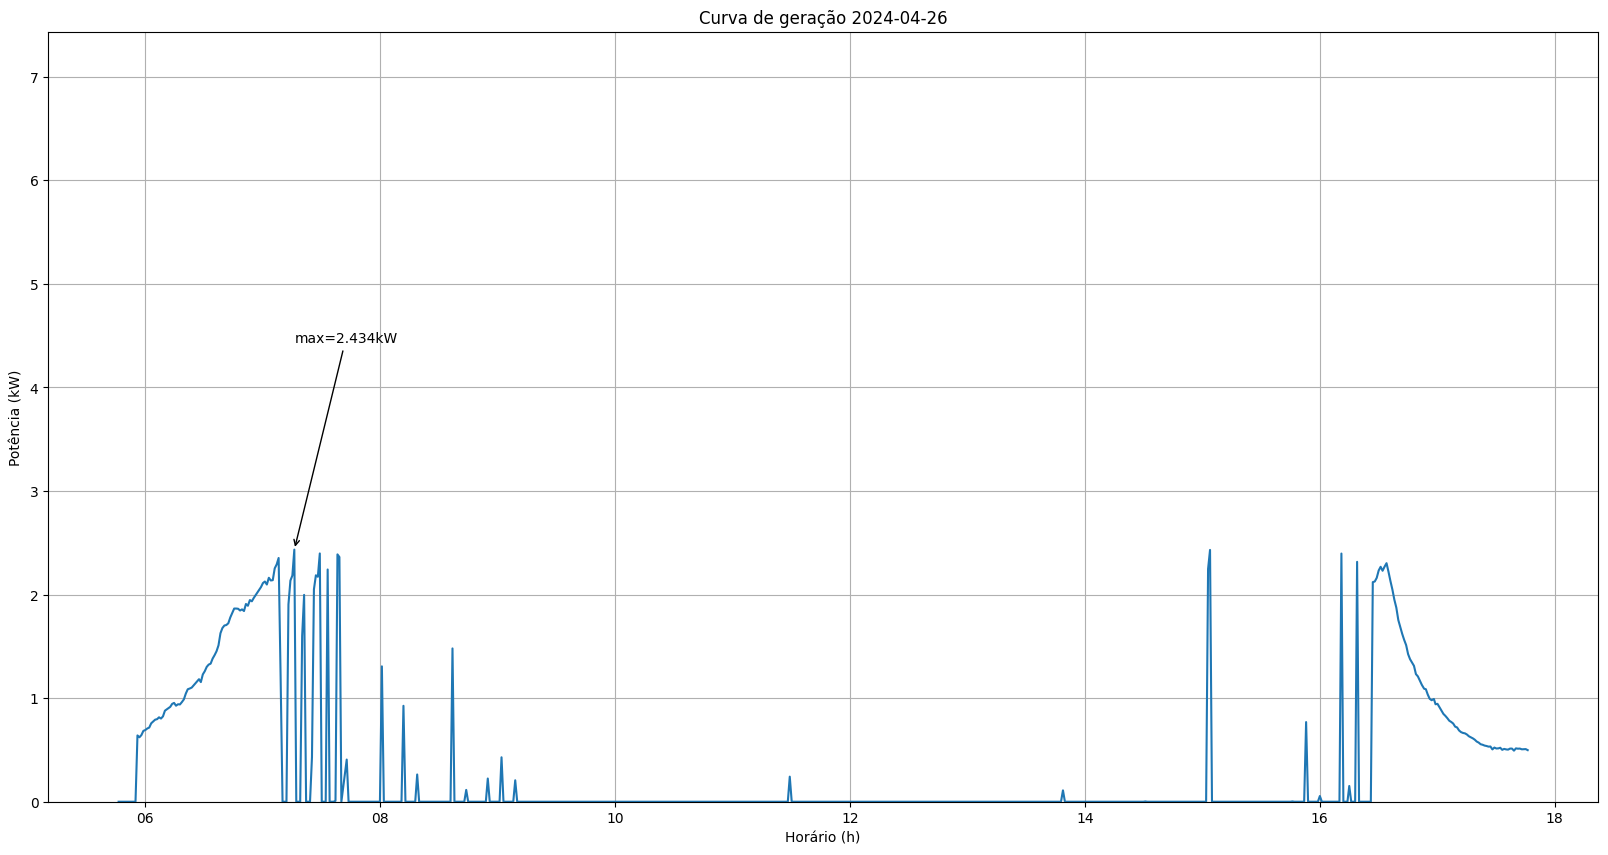 Curva de geração 2024-04-26
Potência (kW)
7
6
5
4
3
2
1
0
max=2.434kW
06 08 10 12 14 16 18
Horário (h)